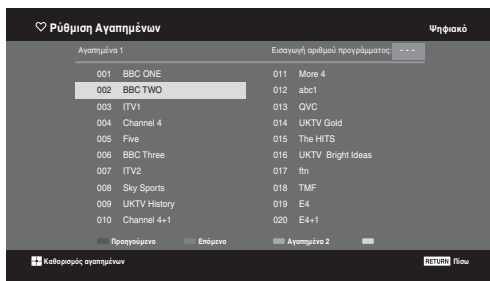 Ρύθμιση Αγαπημένων Ψηφιακό
Αγαπημένα 1 Εισαγωγή αριθμού προγράμματος: ---
001 BBC ONE
002 BBC TWO
003 ITV1
004 Channel 4
005 Five
006 BBC Three
007 ITV2
008 Sky Sports
009 UKTV History
010 Channel 4+1
011 More 4
012 abc1
013 QVC
014 UKTV Gold
015 The HITS
016 UKTV Bright Ideas
017 ftn
018 TMF
019 E4
020 E4+1
Προηγούμενο Επόμενο Αγαπημένα 2
Καθορισμός αγαπημένων RETURN Πίσω